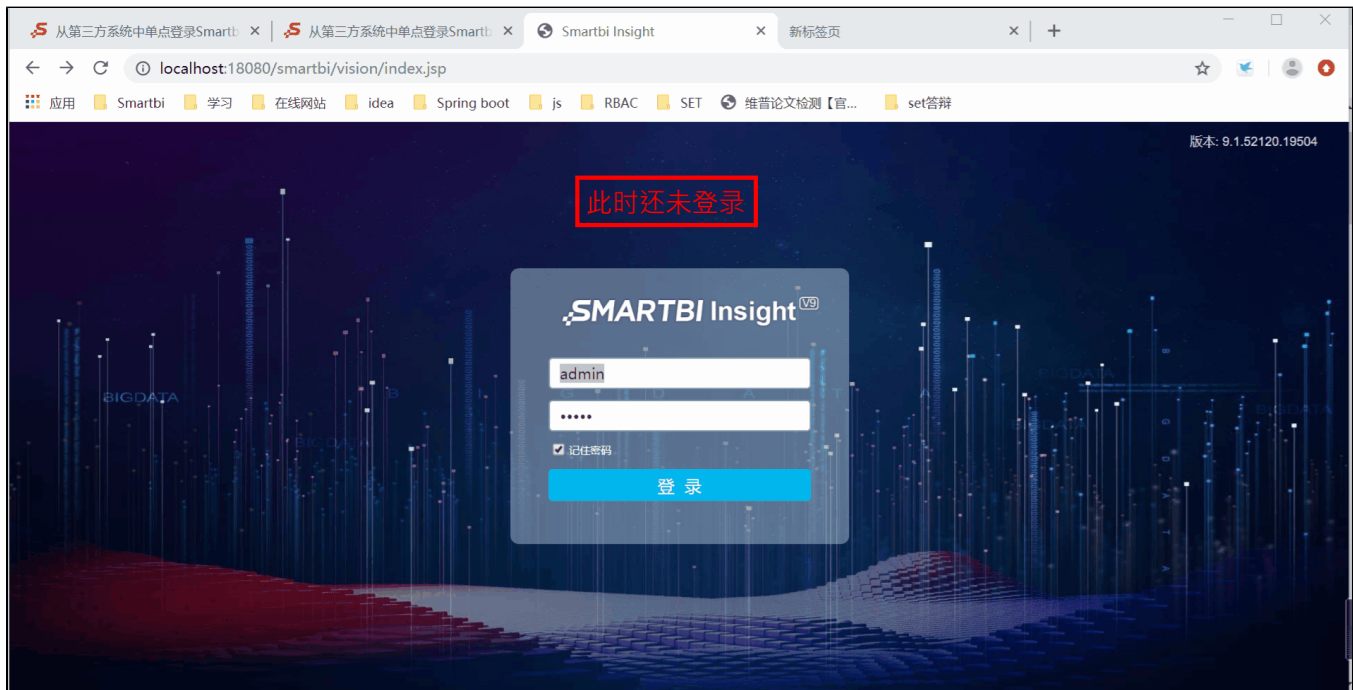 从第三方系统中单点登录Smartb
从第三方系统中单点登录Smartb
Smartbi Insight
新标签页
localhost:18080/smartbi/vision/index.jsp
应用 Smartbi 学习 在线网站 idea Spring boot js RBAC SET 维普论文检测【官... set答辩
版本: 9.1.52120.19504
此时还未登录
SMARTBI Insight V9
admin
•••••
记住密码
登 录
BIGDATA
B I G D A T A
BIGDATA
BIGDATA
BIGDATA